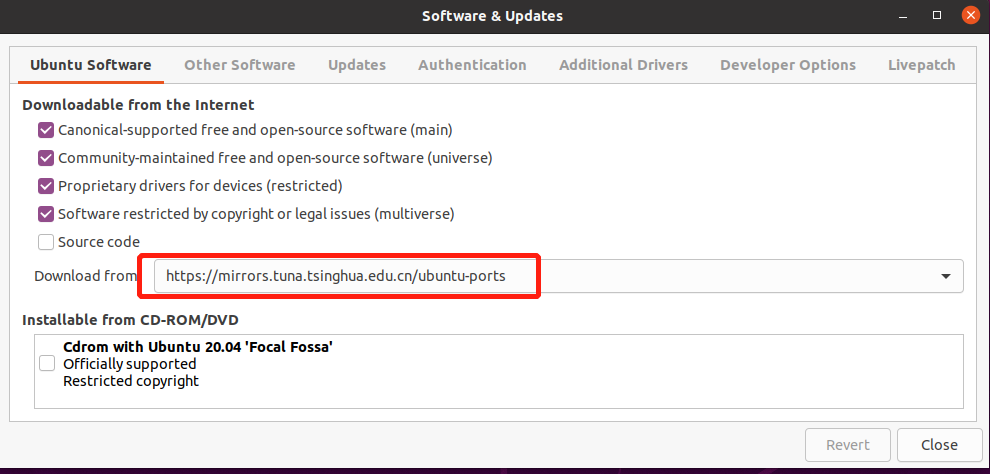 Software & Updates
Ubuntu Software Other Software Updates Authentication Additional Drivers Developer Options Livepatch
Downloadable from the Internet
Canonical-supported free and open-source software (main)
Community-maintained free and open-source software (universe)
Proprietary drivers for devices (restricted)
Software restricted by copyright or legal issues (multiverse)
Source code
Download from https://mirrors.tuna.tsinghua.edu.cn/ubuntu-ports
Installable from CD-ROM/DVD
Cdrom with Ubuntu 20.04 'Focal Fossa'
Officially supported
Restricted copyright
Revert Close